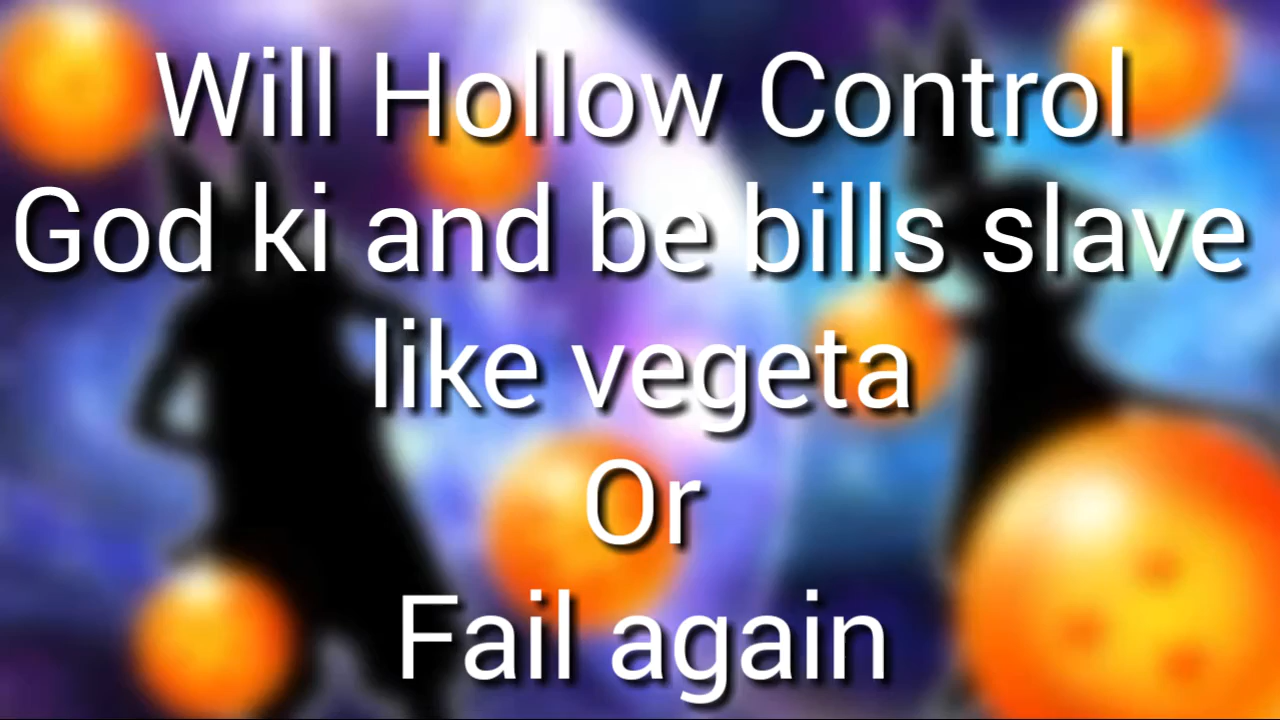 Will Hollow Control
God ki and be bills slave
like vegeta
Or
Fail again